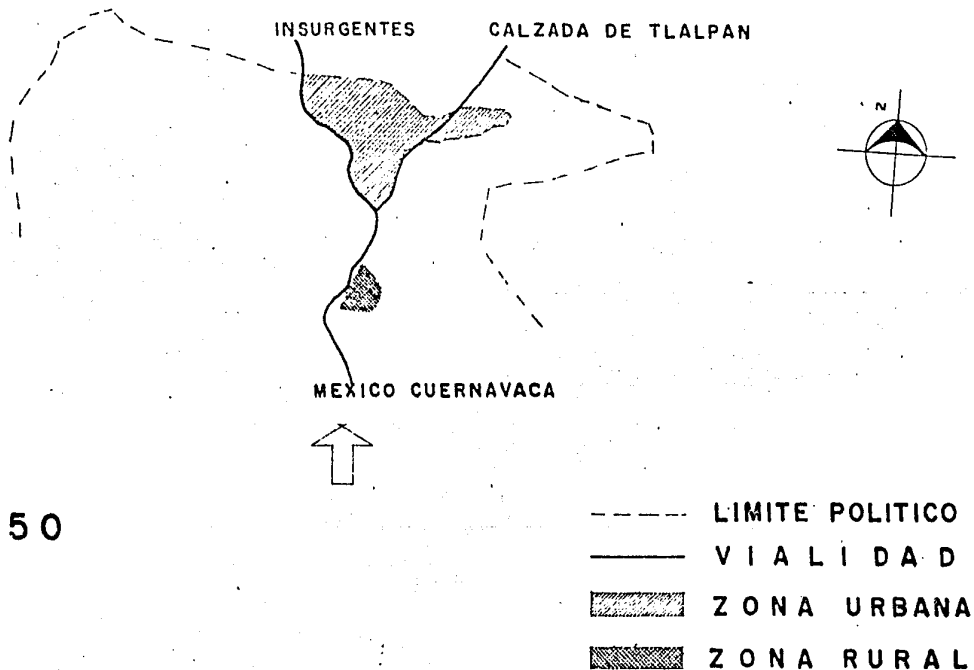 INSURGENTES
CALZADA DE TLALPAN
N
MEXICO CUERNAVACA
50
LIMITE POLITICO
VIALIDAD
ZONA URBANA
ZONA RURAL